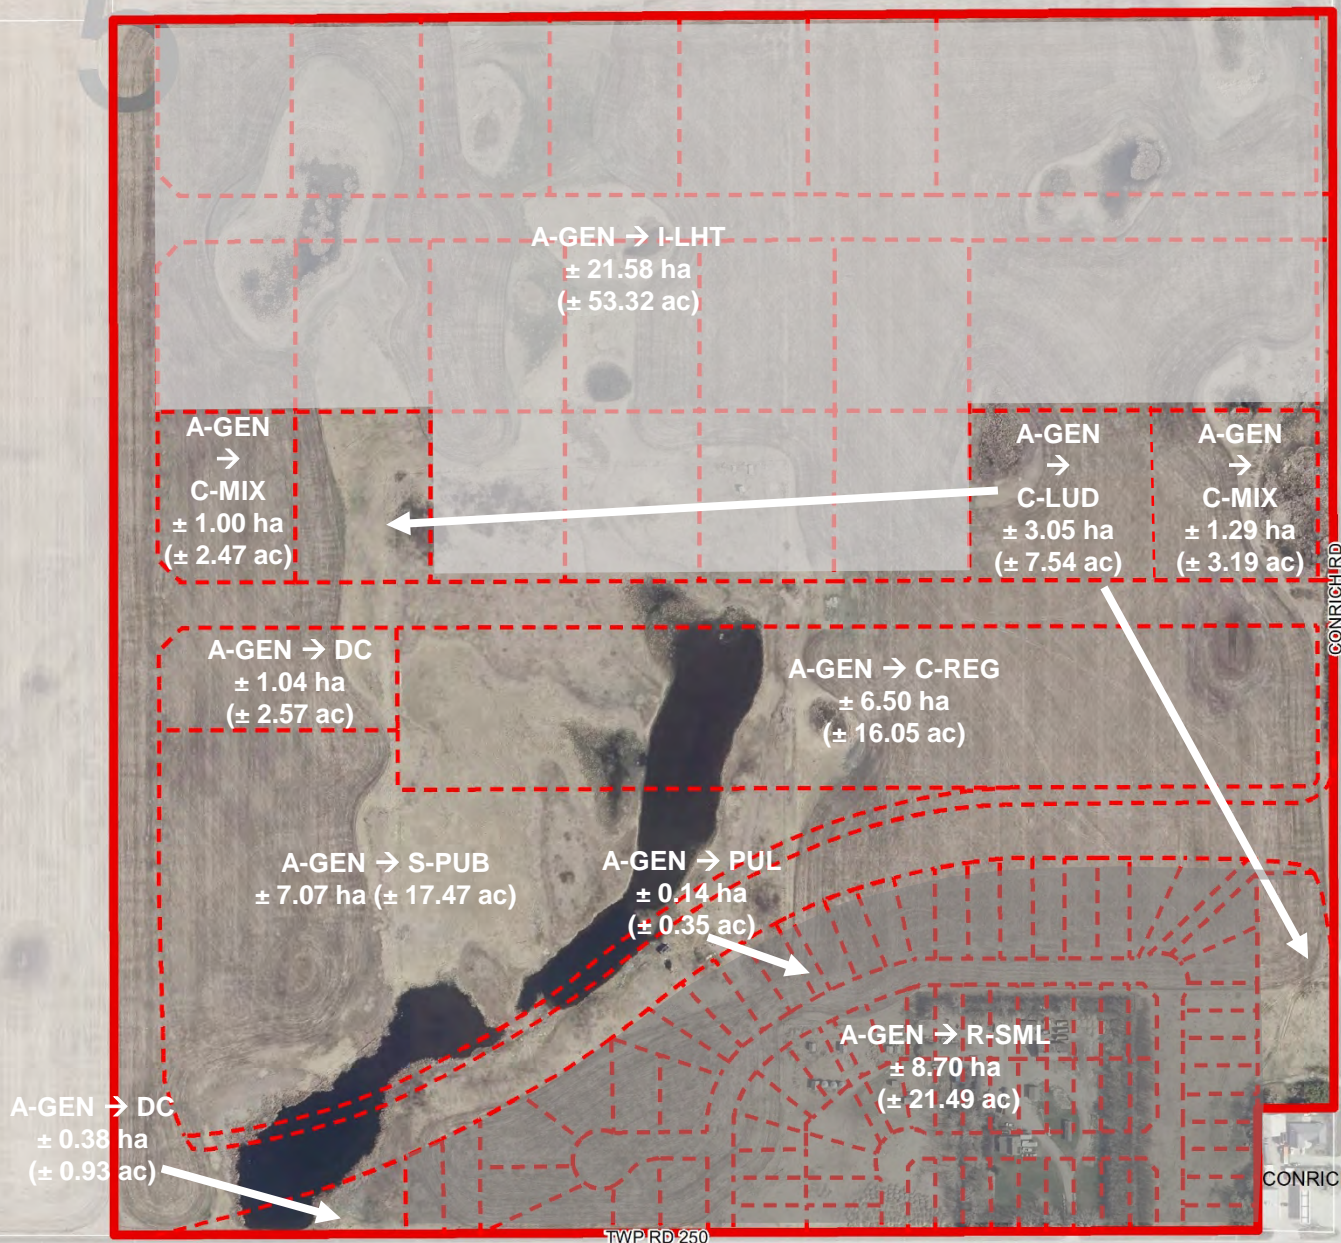 5
A-GEN → I-LHT
± 21.58 ha
(± 53.32 ac)
A-GEN
→
C-MIX
± 1.00 ha
(± 2.47 ac)
A-GEN
→
C-LUD
± 3.05 ha
(± 7.54 ac)
A-GEN
→
C-MIX
± 1.29 ha
(± 3.19 ac)
CONRICH RD
A-GEN → DC
± 1.04 ha
(± 2.57 ac)
A-GEN → C-REG
± 6.50 ha
(± 16.05 ac)
A-GEN → S-PUB
± 7.07 ha (± 17.47 ac)
A-GEN → PUL
± 0.14 ha
(± 0.35 ac)
A-GEN → R-SML
± 8.70 ha
(± 21.49 ac)
A-GEN → DC
± 0.38 ha
(± 0.93 ac)
CONRIC
TWP RD 250